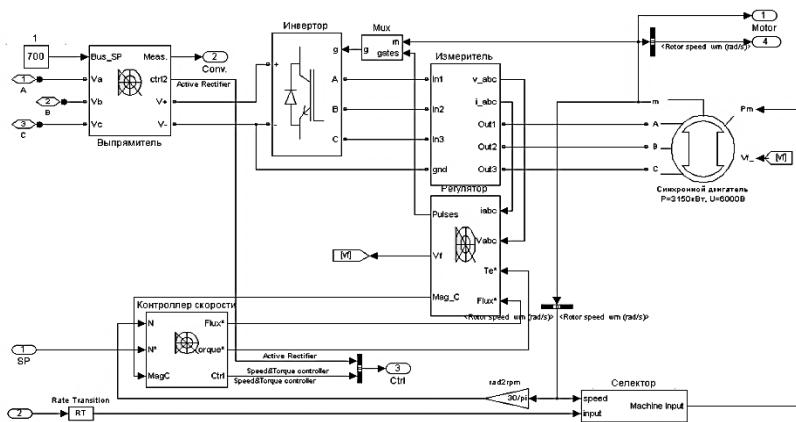 1
700
Bus_SP
Meas.
2
Conv.
ctrl2
Active Rectifier
1
A
Va
2
B
Vb
V+
3
C
Vc
V-
Выпрямитель
Инвертор
+
-
g
A
B
C
Mux
g
m
gates
Измеритель
In1
In2
In3
gnd
v_abc
i_abc
Out1
Out2
Out3
1
Motor
<Rotor speed wm (rad/s)>
4
m
A
B
C
Pm
Vf_
[Vf]
Синхронной двигатель
P=3150кВт, U=6000В
Регулятор
Pulses
iabc
Vabc
[Vf]
Vf
Te*
Mag_C
Flux*
<Rotor speed wm (rad/s)>
<Rotor speed wm (rad/s)>
Контроллер скорости
N
Flux*
1
SP
N*
orque*
MagC
Ctrl
Active Rectifier
Speed&Torque controller
Speed&Torque controller
3
Ctrl
rad2rpm
30/pi
Селектор
speed
input
Machine Input
Rate Transition
2
RT